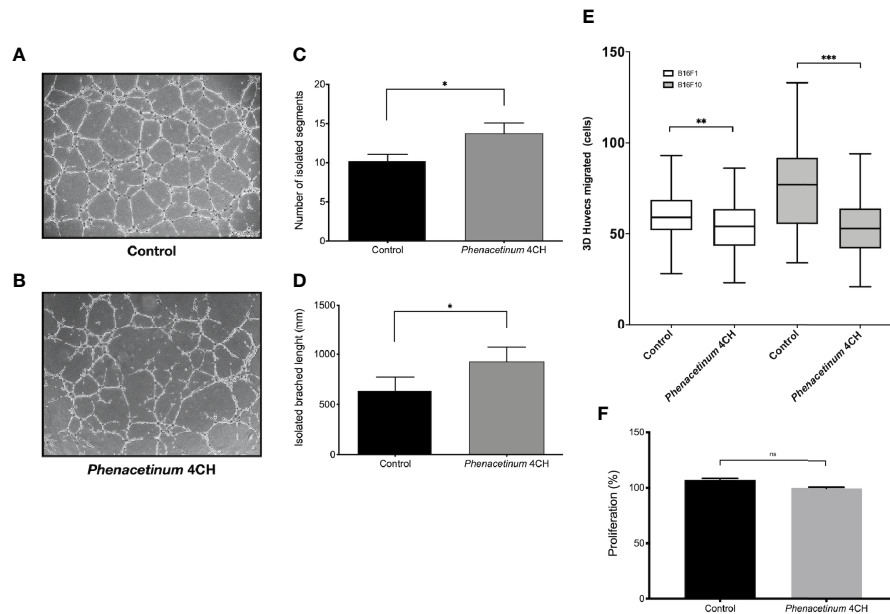 A
Control
B
Phenacetinum 4CH
C
Number of isolated segments
20
15
10
5
0
*
Control
Phenacetinum 4CH
D
Isolated brached lenght (mm)
1500
1000
500
0
*
Control
Phenacetinum 4CH
E
3D Huvecs migrated (cells)
150
100
50
0
B16F1
B16F10
**
***
Control
Phenacetinum 4CH
Control
Phenacetinum 4CH
F
Proliferation (%)
150
100
50
0
ns
Control
Phenacetinum 4CH